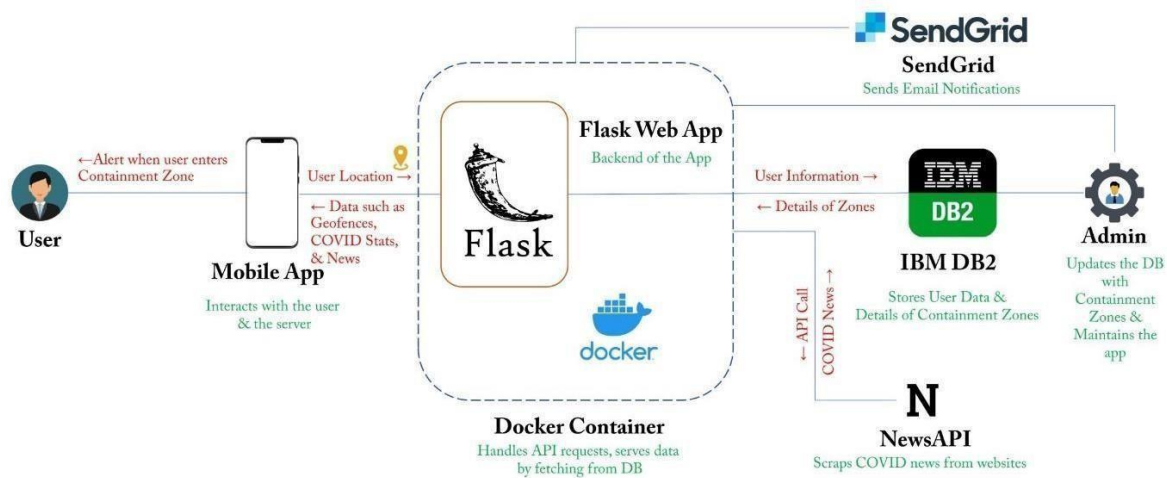 SendGrid
SendGrid
Sends Email Notifications
Flask Web App
Backend of the App
←Alert when user enters
Containment Zone
User Location →
← Data such as
Geofences,
COVID Stats,
& News
User
Mobile App
Interacts with the user
& the server
Flask
docker
User Information →
← Details of Zones
IBM
DB2
IBM DB2
Stores User Data &
Details of Containment Zones
Admin
Updates the DB
with
Containment
Zones &
Maintains the
app
← API Call
COVID News →
Docker Container
Handles API requests, serves data
by fetching from DB
N
NewsAPI
Scraps COVID news from websites